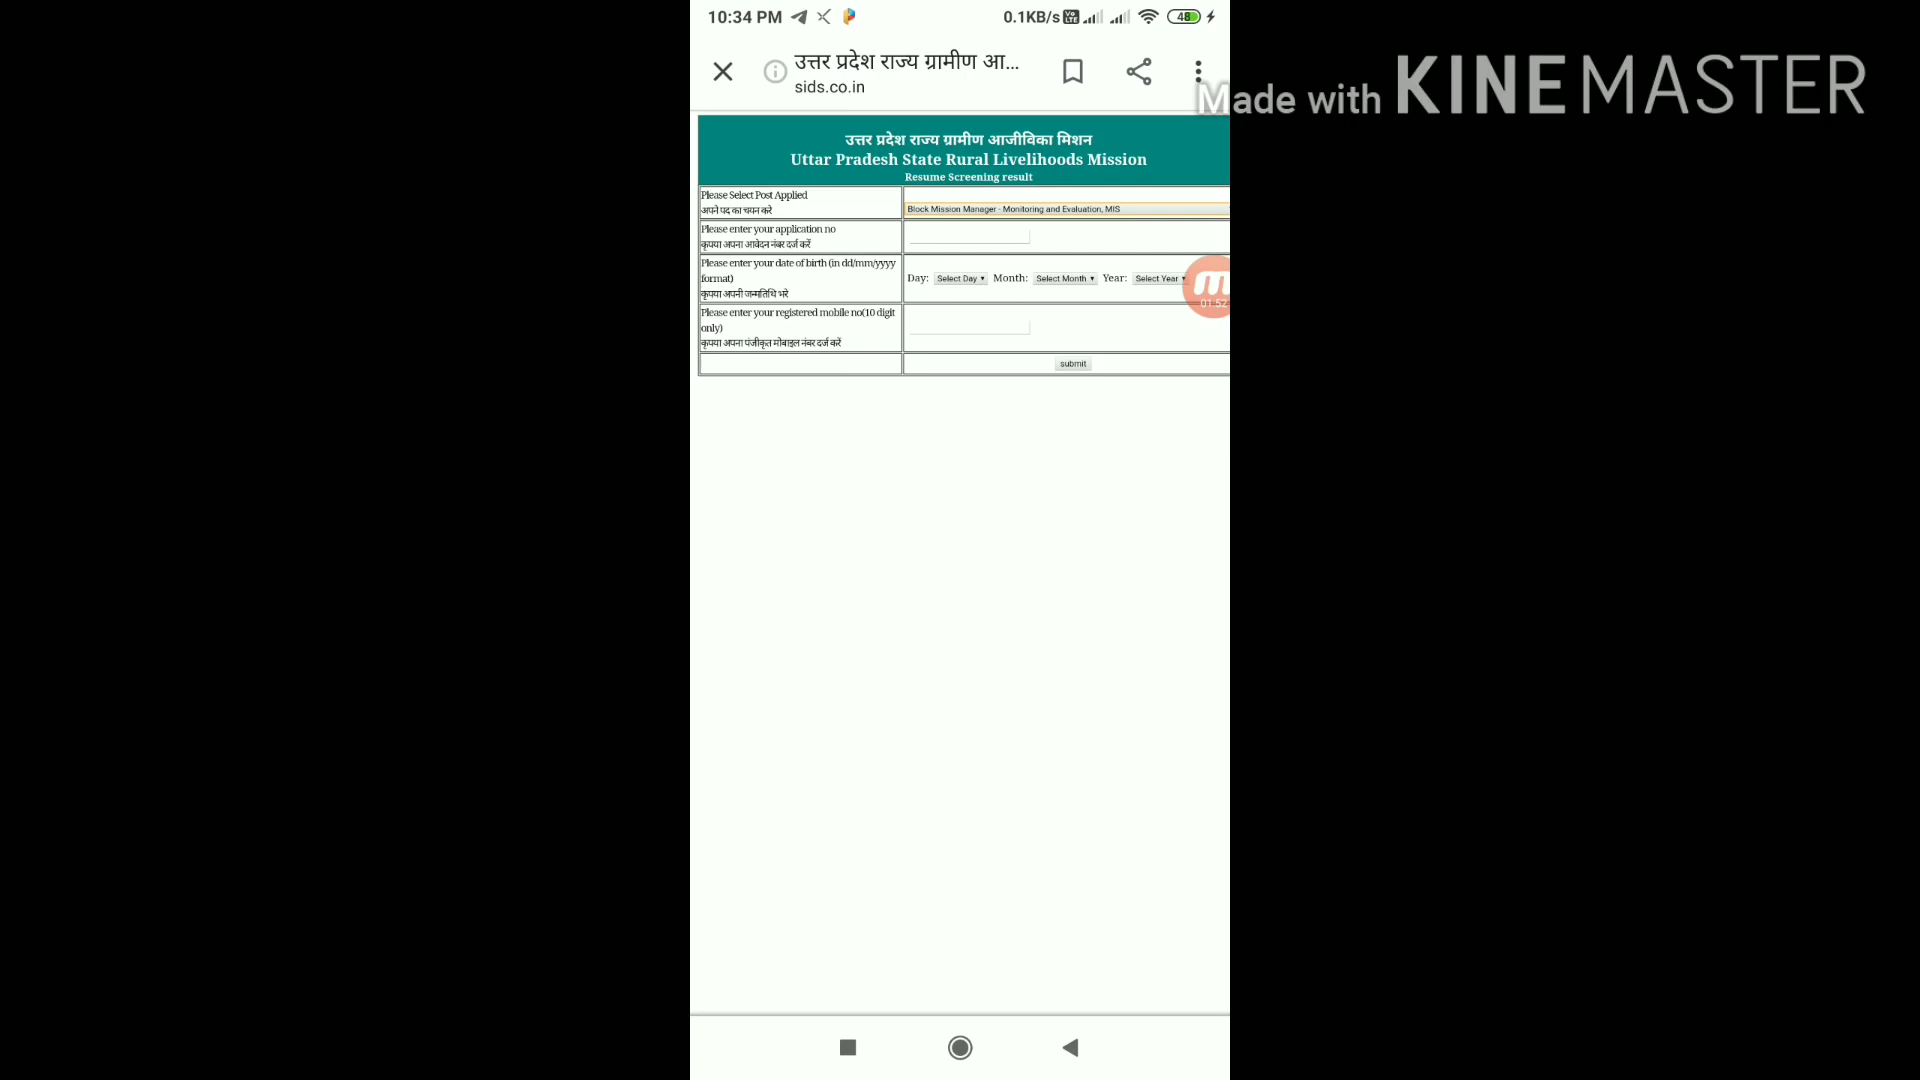 10:34 PM
0.1KB/s Vo LTE 48
उत्तर प्रदेश राज्य ग्रामीण आ...
sids.co.in
Made with KINEMASTER
उत्तर प्रदेश राज्य ग्रामीण आजीविका मिशन
Uttar Pradesh State Rural Livelihoods Mission
Resume Screening result
Please Select Post Applied
अपने पद का चयन करे
Block Mission Manager - Monitoring and Evaluation, MIS
Please enter your application no
कृपया अपना आवेदन नंबर दर्ज करें
Please enter your date of birth (in dd/mm/yyyy
format)
कृपया अपनी जन्मतिथि भरे
Day: Select Day Month: Select Month Year: Select Year
01:52
Please enter your registered mobile no(10 digit
only)
कृपया अपना पंजीकृत मोबाइल नंबर दर्ज करें
submit